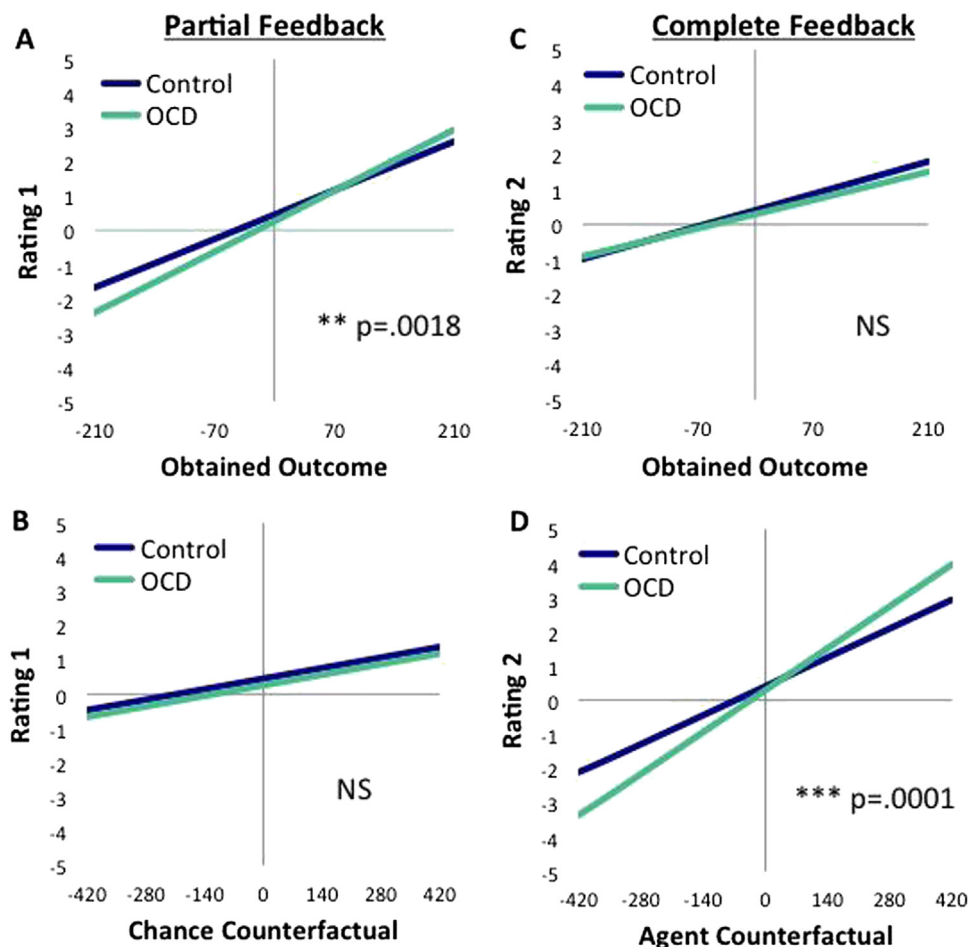 A
Partial Feedback
5
4
3
2
1
0
-1
-2
-3
-4
-5
Rating 1
Control
OCD
** p=.0018
-210 -70 70 210
Obtained Outcome
C
Complete Feedback
5
4
3
2
1
0
-1
-2
-3
-4
-5
Rating 2
Control
OCD
NS
-210 -70 70 210
Obtained Outcome
B
5
4
3
2
1
0
-1
-2
-3
-4
-5
Rating 1
Control
OCD
NS
-420 -280 -140 0 140 280 420
Chance Counterfactual
D
5
4
3
2
1
0
-1
-2
-3
-4
-5
Rating 2
Control
OCD
*** p=.0001
-420 -280 -140 0 140 280 420
Agent Counterfactual